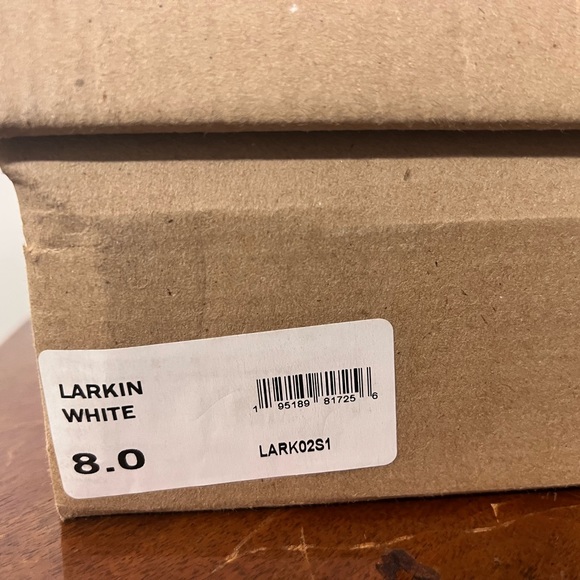 LARKIN
WHITE
8.0
1 95189 81725 6
LARK02S1